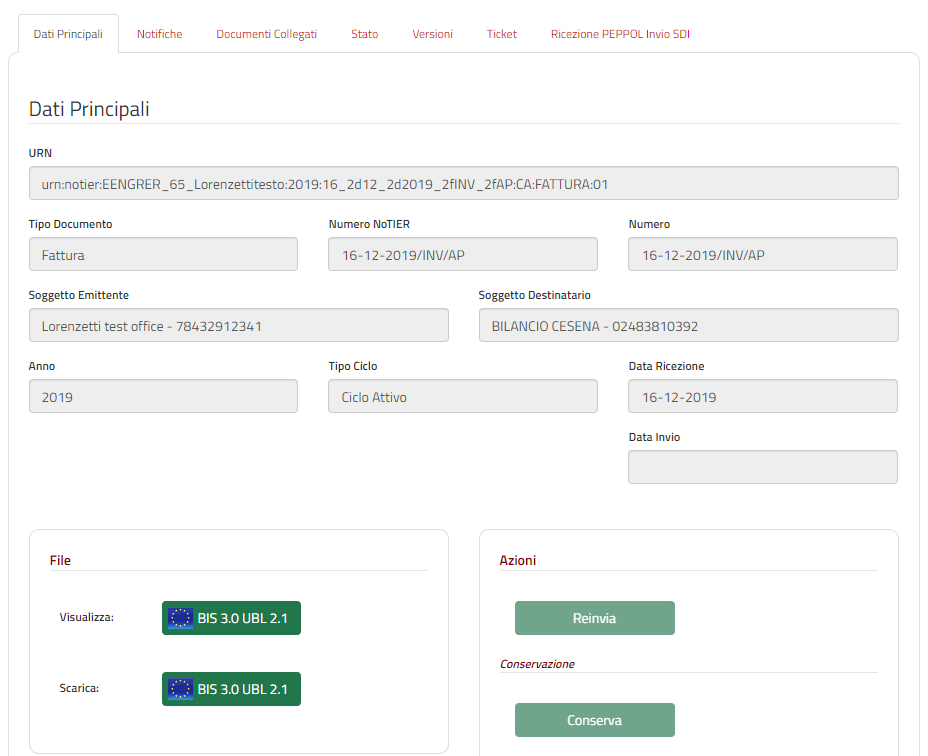 Dati Principali Notifiche Documenti Collegati Stato Versioni Ticket Ricezione PEPPOL Invio SDI
Dati Principali
URN
urn:notier:EENGRER_65_Lorenzettitesto:2019:16_2d12_2d2019_2fINV_2fAP:CA:FATTURA:01
Tipo Documento Numero NoTIER Numero
Fattura 16-12-2019/INV/AP 16-12-2019/INV/AP
Soggetto Emittente Soggetto Destinatario
Lorenzetti test office - 78432912341 BILANCIO CESENA - 02483810392
Anno Tipo Ciclo Data Ricezione
2019 Ciclo Attivo 16-12-2019
Data Invio
File Azioni
Visualizza: BIS 3.0 UBL 2.1 Reinvia
Conservazione
Scarica: BIS 3.0 UBL 2.1
Conserva